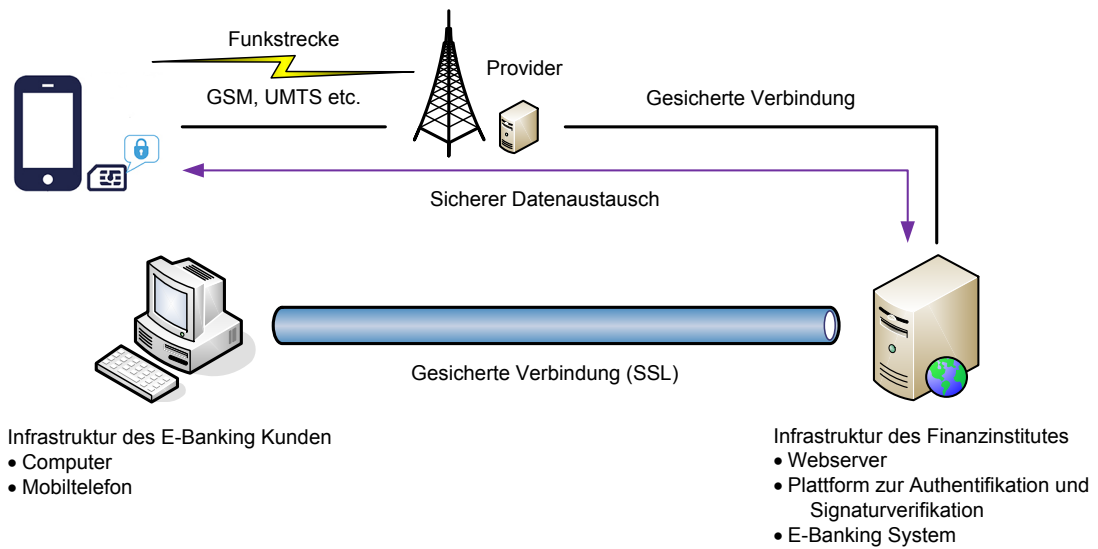 Funkstrecke
Provider
GSM, UMTS etc.
Gesicherte Verbindung
Sicherer Datenaustausch
Gesicherte Verbindung (SSL)
Infrastruktur des E-Banking Kunden
• Computer
• Mobiltelefon
Infrastruktur des Finanzinstitutes
• Webserver
• Plattform zur Authentifikation und
Signaturverifikation
• E-Banking System